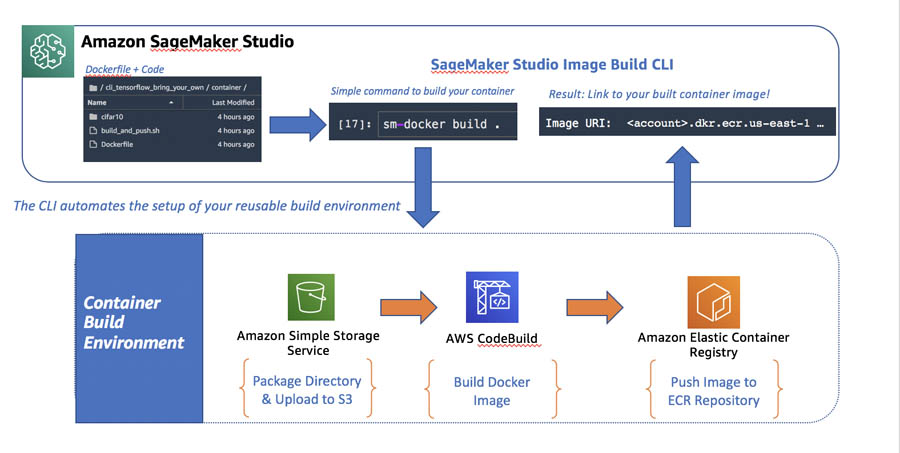 Amazon SageMaker Studio
Dockerfile + Code
/ cli_tensorflow_bring_your_own / container /
Name Last Modified
cifar10 4 hours ago
build_and_push.sh 4 hours ago
Dockerfile 4 hours ago
SageMaker Studio Image Build CLI
Simple command to build your container
[17]: sm-docker build .
Result: Link to your built container image!
Image URI: <account>.dkr.ecr.us-east-1 …
The CLI automates the setup of your reusable build environment
Container
Build
Environment
Amazon Simple Storage
Service
Package Directory
& Upload to S3
AWS CodeBuild
Build Docker
Image
Amazon Elastic Container
Registry
Push Image to
ECR Repository